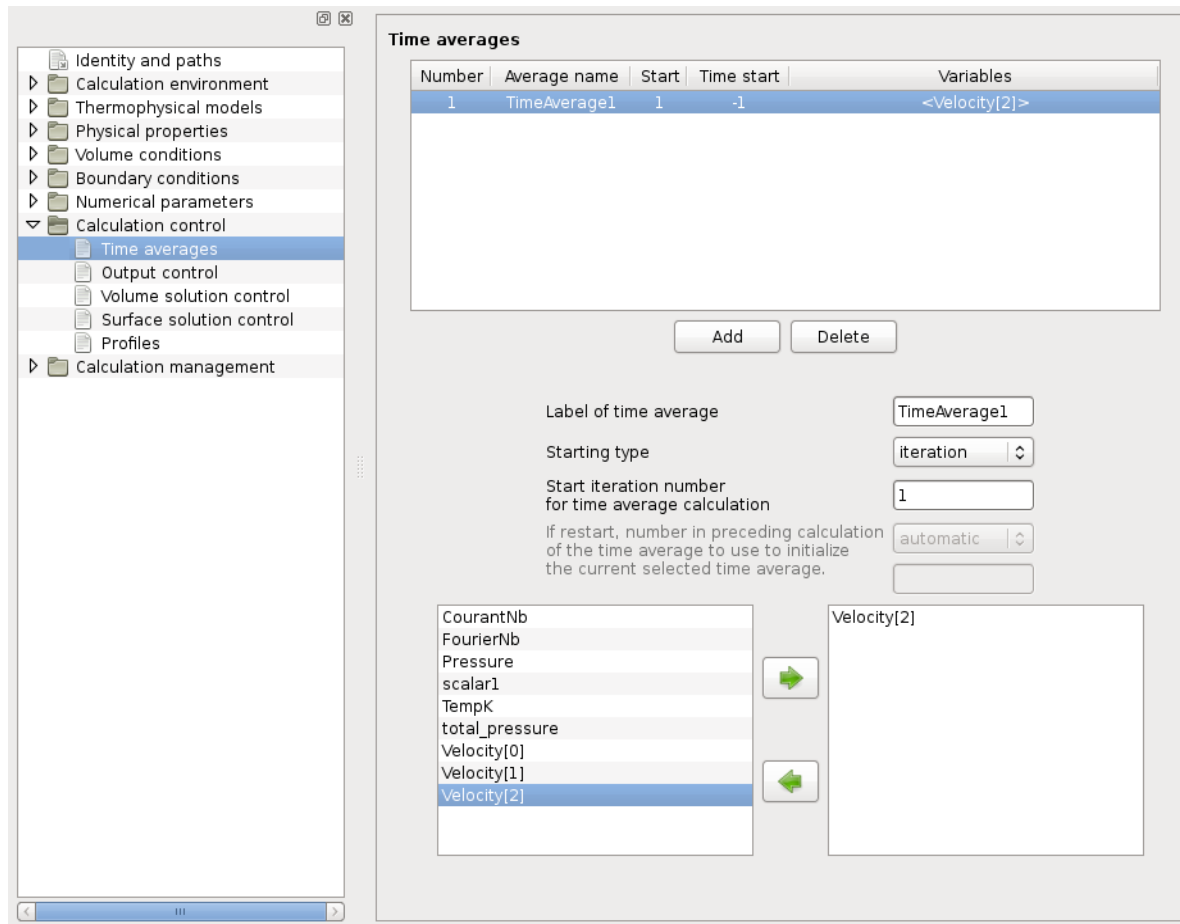 Identity and paths
Calculation environment
Thermophysical models
Physical properties
Volume conditions
Boundary conditions
Numerical parameters
Calculation control
Time averages
Output control
Volume solution control
Surface solution control
Profiles
Calculation management
Time averages
Number Average name Start Time start Variables
1 TimeAverage1 1 -1 <Velocity[2]>
Add Delete
Label of time average TimeAverage1
Starting type iteration
Start iteration number
for time average calculation 1
If restart, number in preceding calculation
of the time average to use to initialize automatic
the current selected time average.
CourantNb
FourierNb
Pressure
scalar1
TempK
total_pressure
Velocity[0]
Velocity[1]
Velocity[2]
Velocity[2]